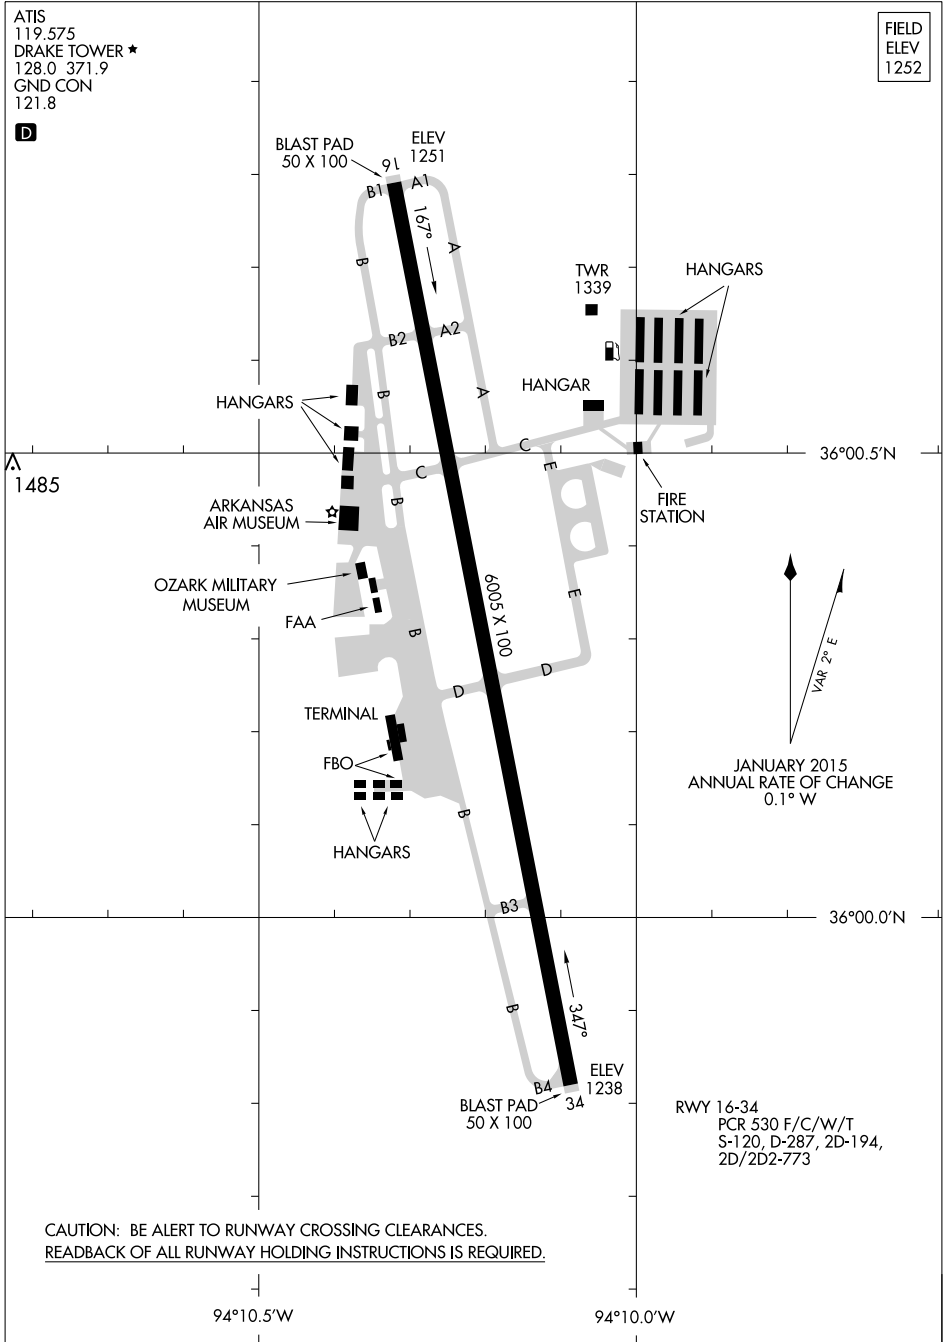 ATIS
119.575
DRAKE TOWER ★
128.0 371.9
GND CON
121.8
D
FIELD
ELEV
1252
BLAST PAD
50 X 100
16
ELEV
1251
B1
A1
167°
A
B
TWR
1339
HANGARS
B2
A2
HANGAR
B
A
HANGARS
C
C
E
36°00.5'N
1485
B
ARKANSAS
AIR MUSEUM
FIRE
STATION
OZARK MILITARY
MUSEUM
FAA
6005 X 100
E
B
VAR 2° E
D
D
TERMINAL
FBO
JANUARY 2015
ANNUAL RATE OF CHANGE
0.1° W
B
HANGARS
B3
36°00.0'N
B
347°
ELEV
1238
B4
34
BLAST PAD
50 X 100
RWY 16-34
PCR 530 F/C/W/T
S-120, D-287, 2D-194,
2D/2D2-773
CAUTION: BE ALERT TO RUNWAY CROSSING CLEARANCES.
READBACK OF ALL RUNWAY HOLDING INSTRUCTIONS IS REQUIRED.
94°10.5'W
94°10.0'W